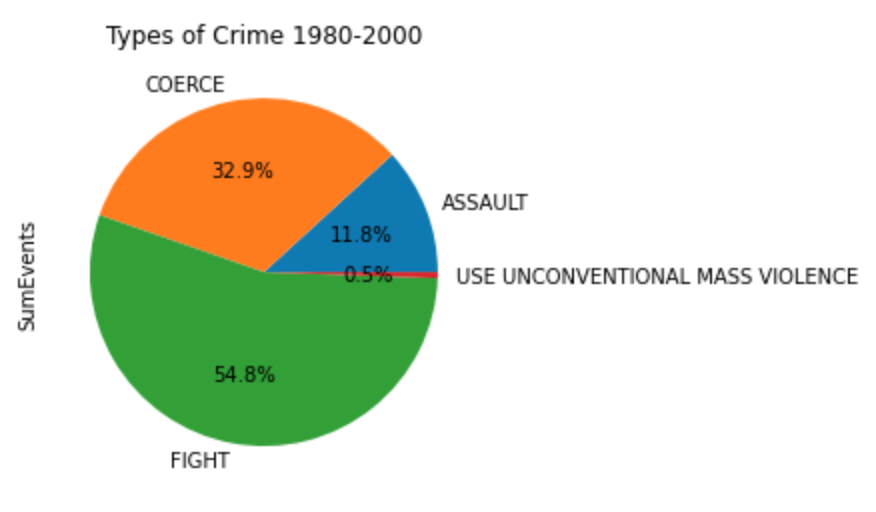 Types of Crime 1980-2000
COERCE
32.9%
ASSAULT
11.8%
0.5%
USE UNCONVENTIONAL MASS VIOLENCE
SumEvents
54.8%
FIGHT